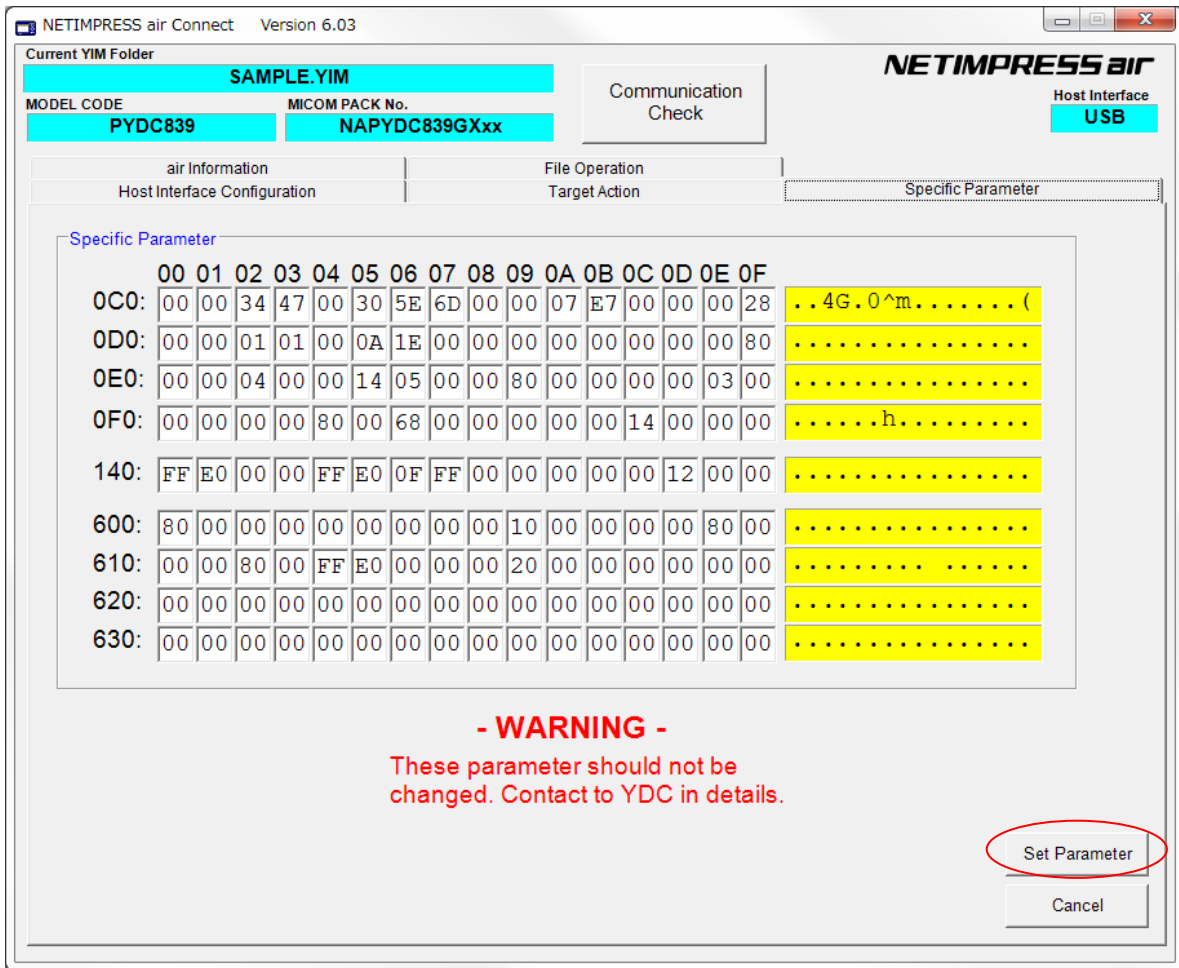 NETIMPRESS air Connect Version 6.03
Current YIM Folder
SAMPLE.YIM
MODEL CODE MICOM PACK No.
PYDC839 NAPYDC839GXxx
Communication
Check
NETIMPRESS air
Host Interface
USB
air Information File Operation
Host Interface Configuration Target Action Specific Parameter
Specific Parameter
00 01 02 03 04 05 06 07 08 09 0A 0B 0C 0D 0E 0F
0C0: 00 00 34 47 00 30 5E 6D 00 00 07 E7 00 00 00 28 ..4G.0^m.......(
0D0: 00 00 01 01 00 0A 1E 00 00 00 00 00 00 00 00 80 ................
0E0: 00 00 04 00 00 14 05 00 00 80 00 00 00 00 03 00 ................
0F0: 00 00 00 00 80 00 68 00 00 00 00 00 14 00 00 00 ......h.........
140: FF E0 00 00 FF E0 0F FF 00 00 00 00 00 12 00 00 ................
600: 80 00 00 00 00 00 00 00 00 10 00 00 00 00 80 00 ................
610: 00 00 80 00 FF E0 00 00 00 20 00 00 00 00 00 00 ......... ......
620: 00 00 00 00 00 00 00 00 00 00 00 00 00 00 00 00 ................
630: 00 00 00 00 00 00 00 00 00 00 00 00 00 00 00 00 ................
- WARNING -
These parameter should not be
changed. Contact to YDC in details.
Set Parameter
Cancel